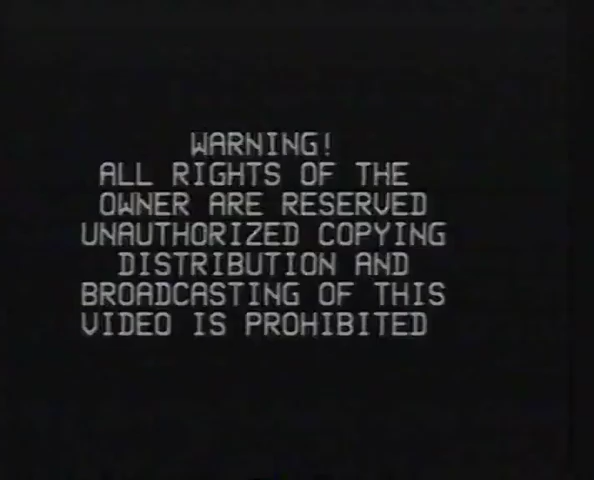 WARNING!
ALL RIGHTS OF THE
OWNER ARE RESERVED
UNAUTHORIZED COPYING
DISTRIBUTION AND
BROADCASTING OF THIS
VIDEO IS PROHIBITED